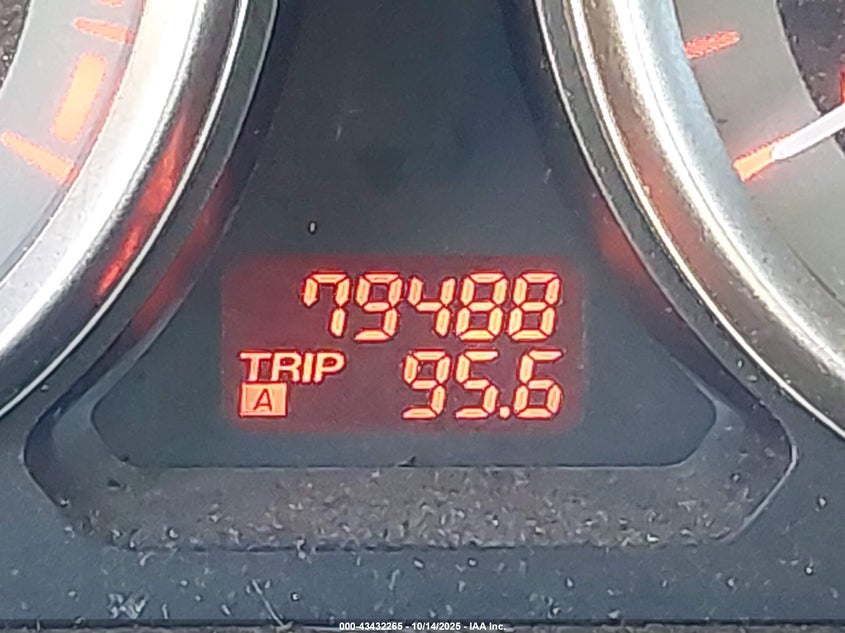 79488
TRIP
A 95.6
000-43432265 - 10/14/2025 - IAA Inc.